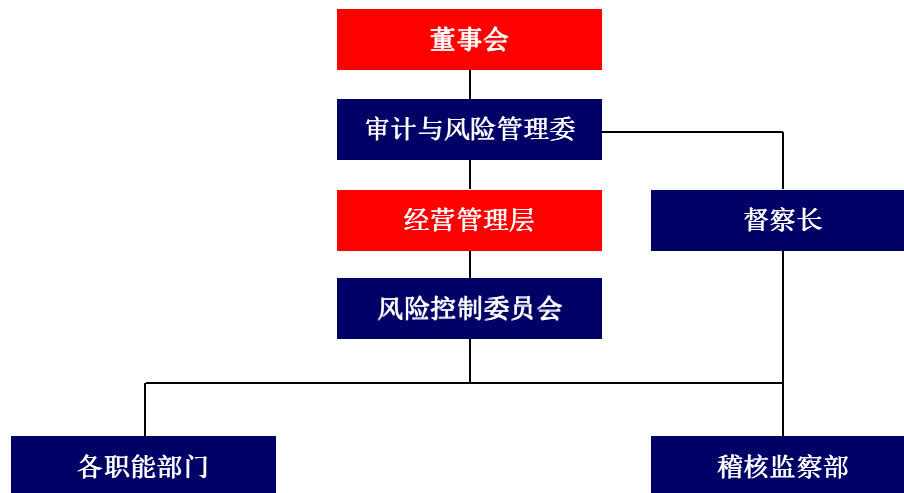 董事会
审计与风险管理委
经营管理层
督察长
风险控制委员会
各职能部门
稽核监察部